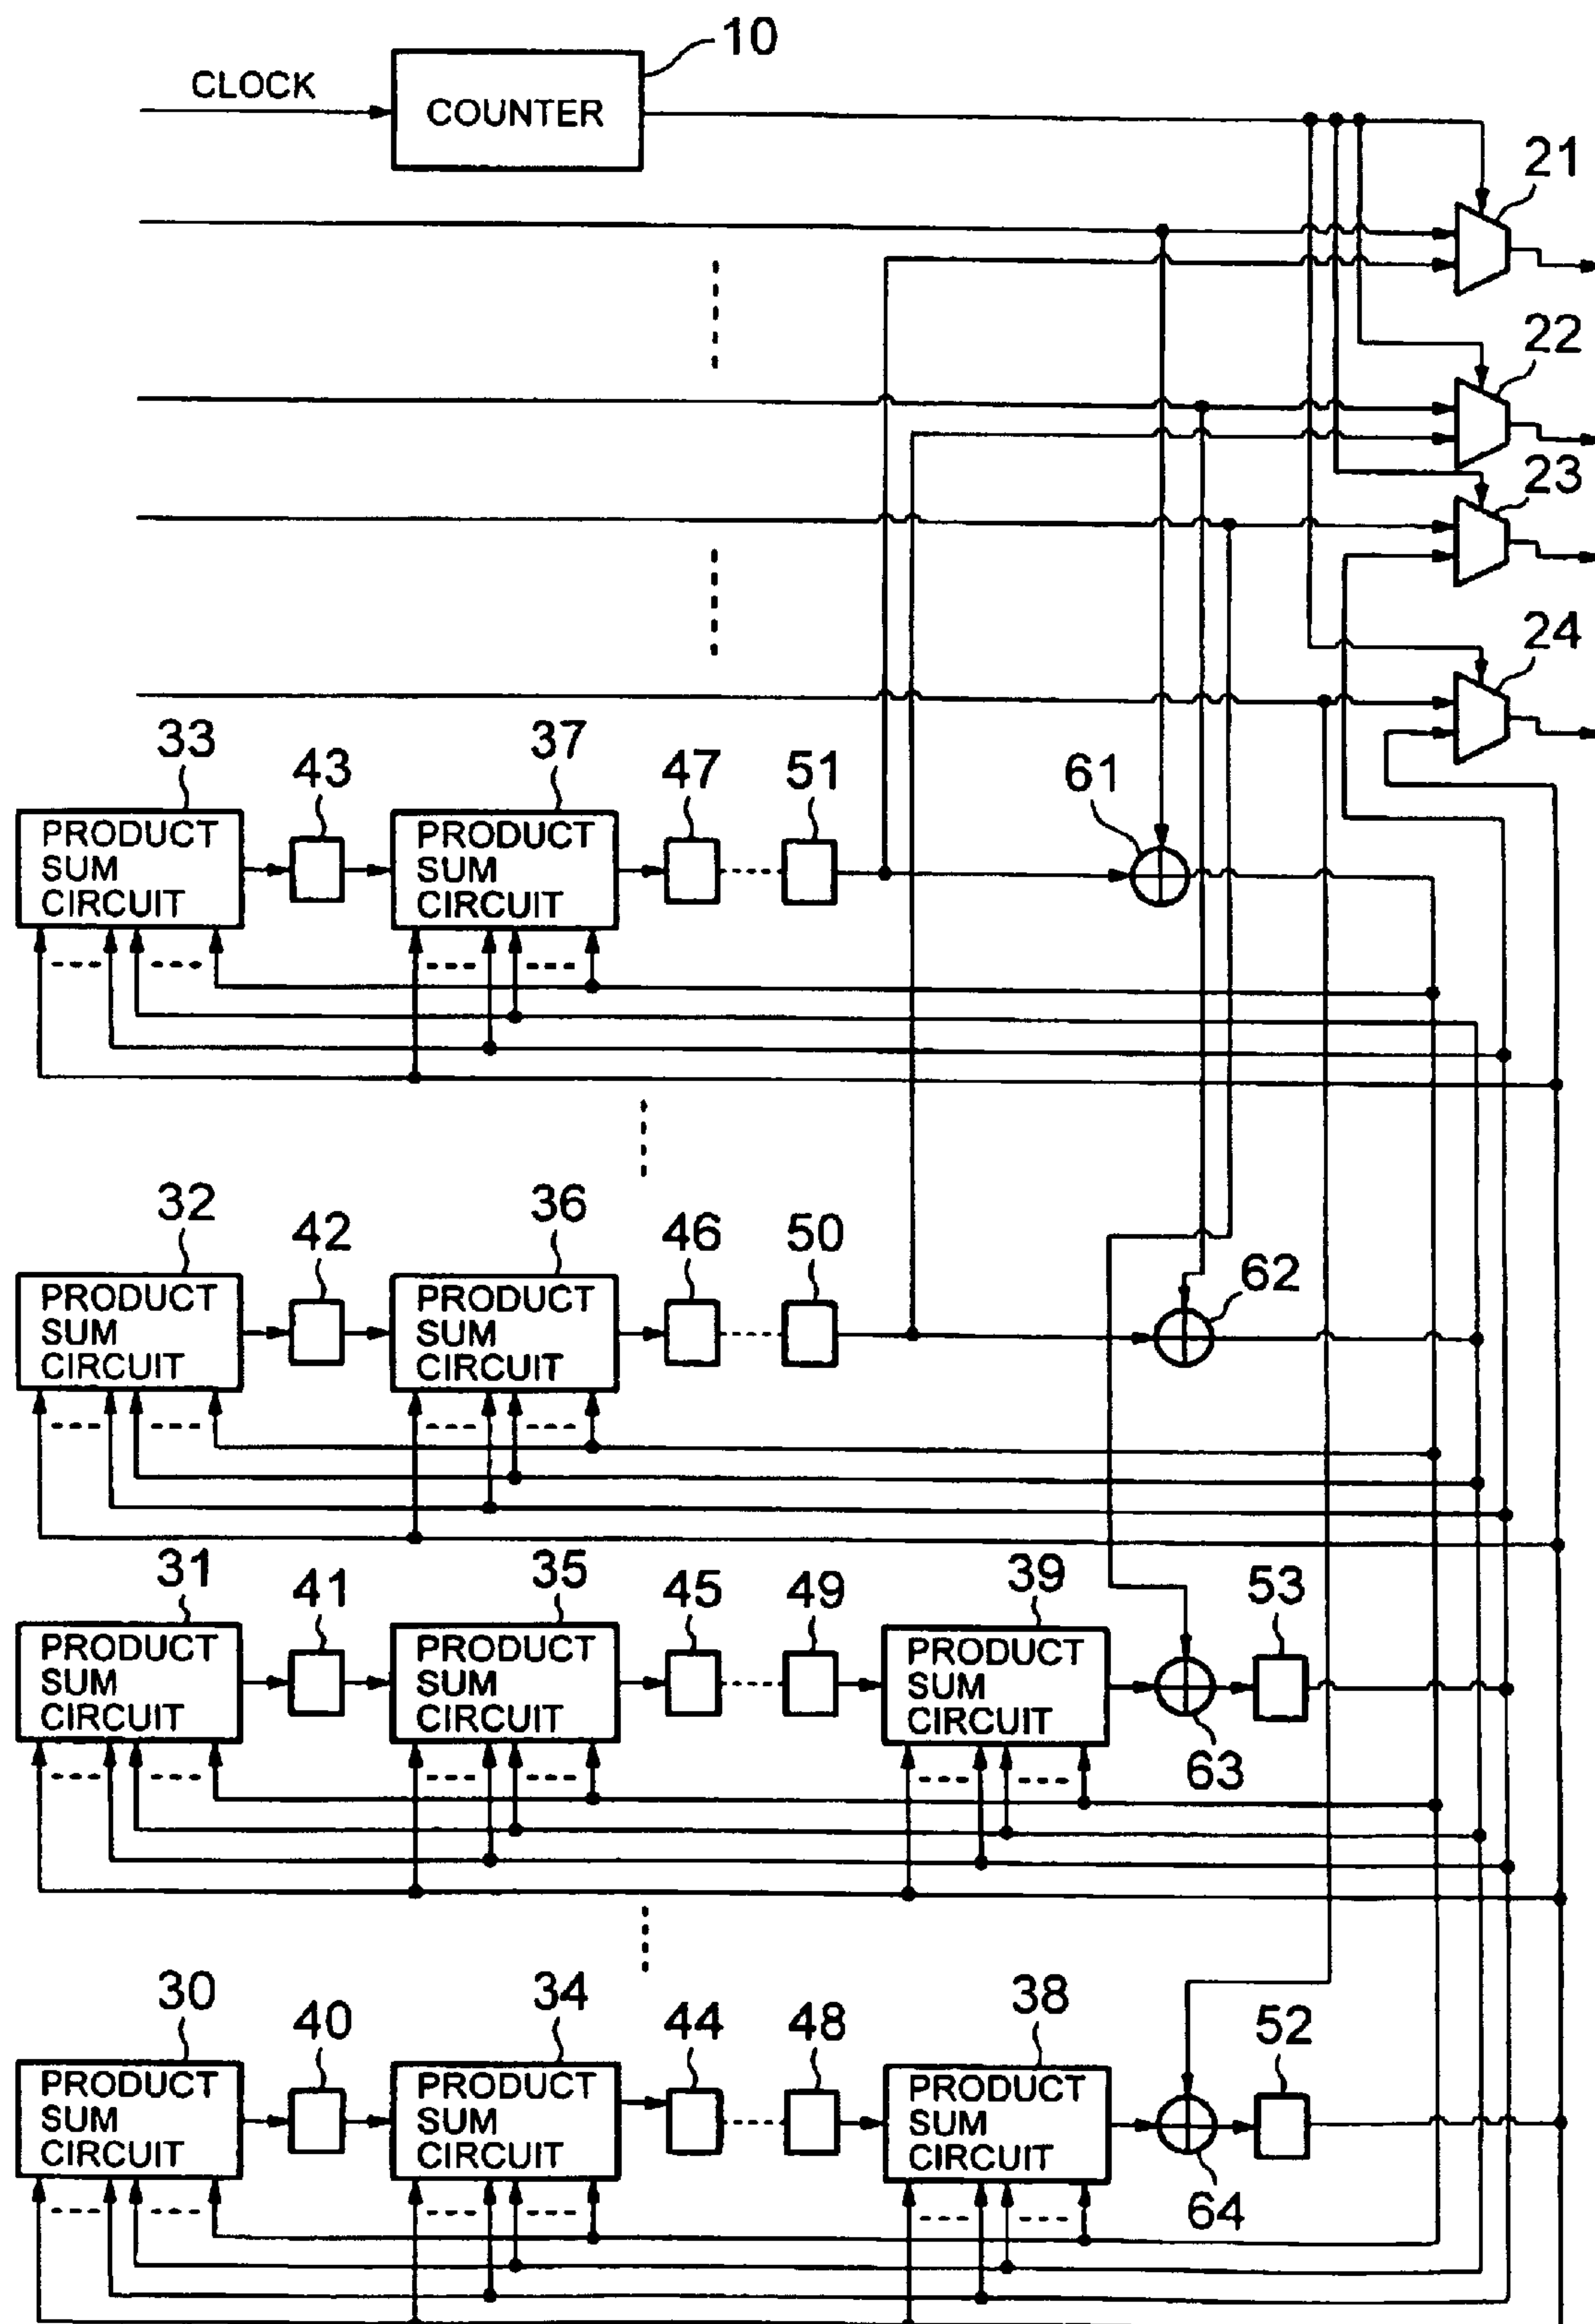 10
CLOCK
COUNTER
21
22
23
24
33
43
37
47
51
61
PRODUCT
SUM
CIRCUIT
PRODUCT
SUM
CIRCUIT
32
42
36
46
50
62
PRODUCT
SUM
CIRCUIT
PRODUCT
SUM
CIRCUIT
31
41
35
45
49
39
53
PRODUCT
SUM
CIRCUIT
PRODUCT
SUM
CIRCUIT
PRODUCT
SUM
CIRCUIT
63
30
40
34
44
48
38
52
PRODUCT
SUM
CIRCUIT
PRODUCT
SUM
CIRCUIT
PRODUCT
SUM
CIRCUIT
64